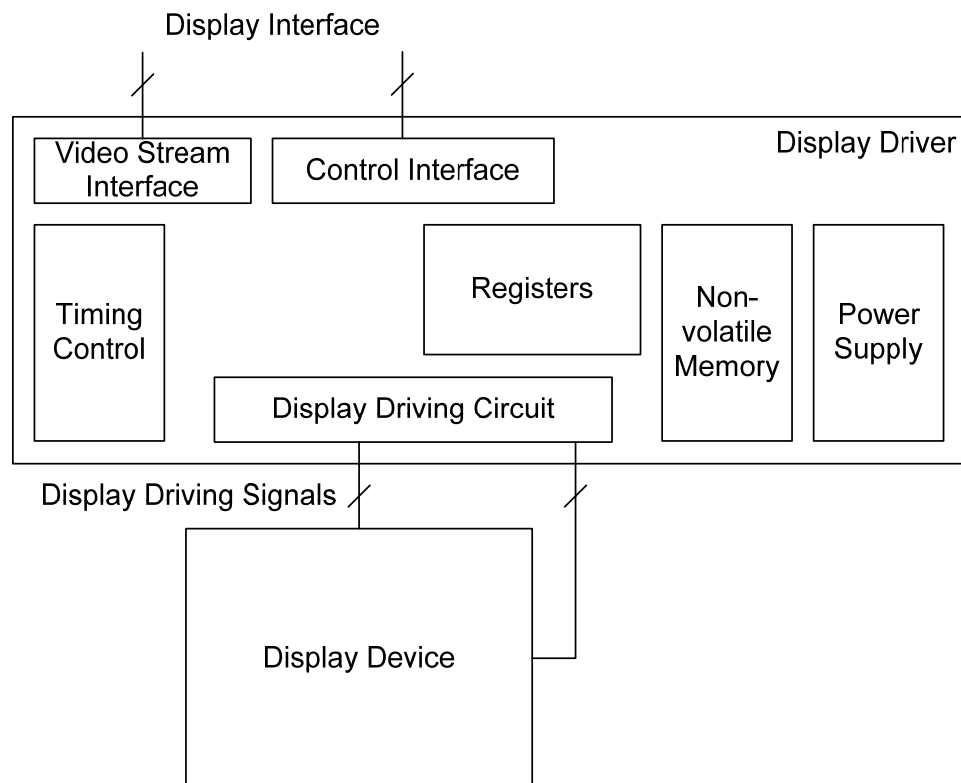 Display Interface
Display Driver
Video Stream
Interface
Control Interface
Timing
Control
Registers
Non-
volatile
Memory
Power
Supply
Display Driving Circuit
Display Driving Signals
Display Device